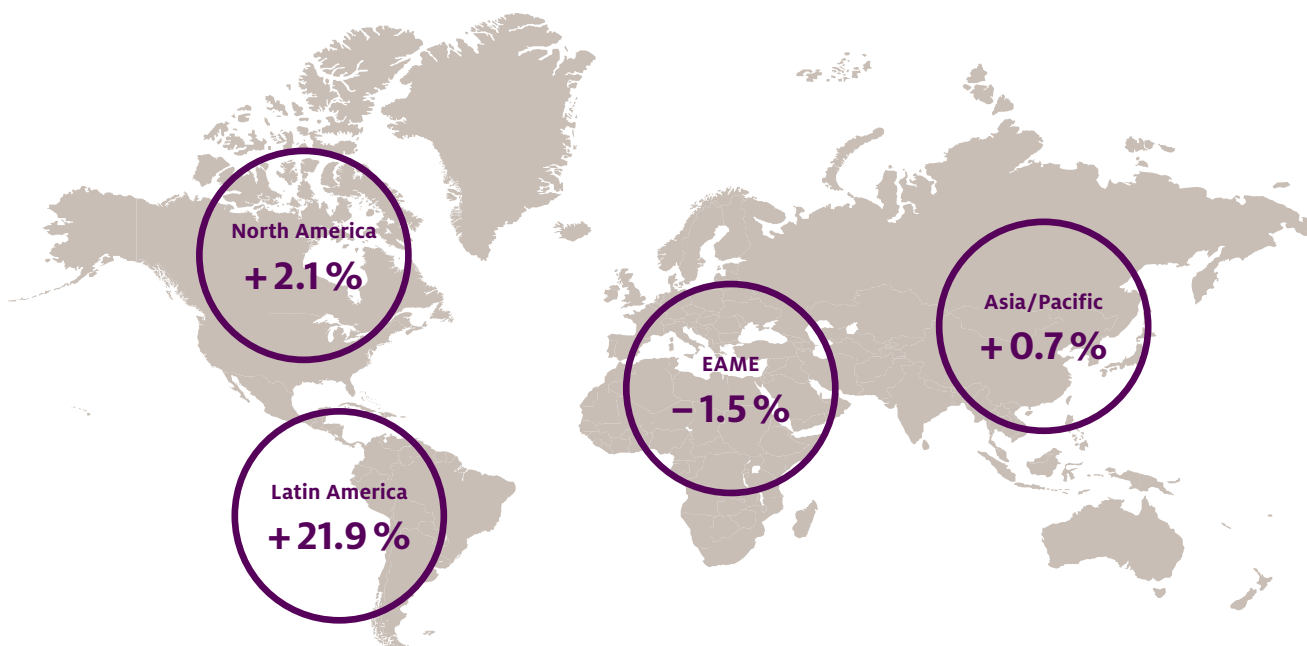 North America
+ 2.1 %
Asia/Pacific
+ 0.7 %
EAME
– 1.5 %
Latin America
+ 21.9 %